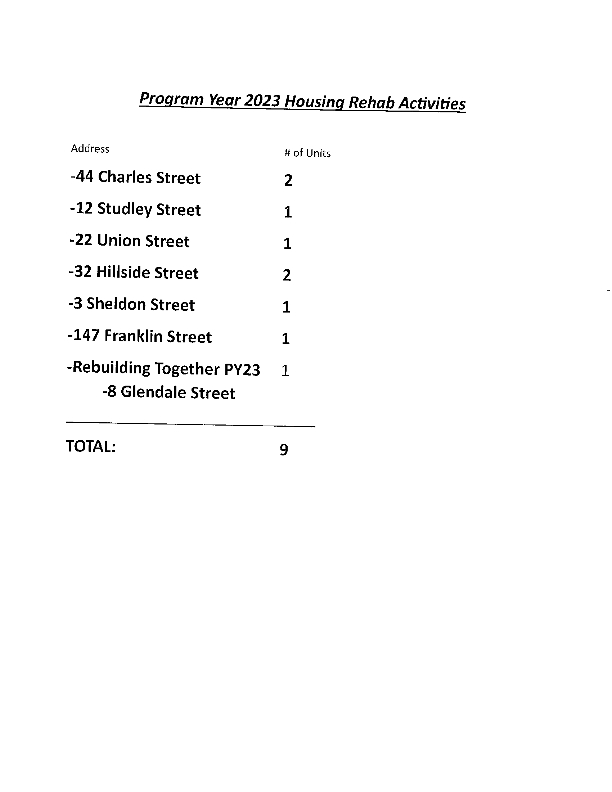 Program Year 2023 Housing Rehab Activities
Address # of Units
-44 Charles Street 2
-12 Studley Street 1
-22 Union Street 1
-32 Hillside Street 2
-3 Sheldon Street 1
-147 Franklin Street 1
-Rebuilding Together PY23 1
-8 Glendale Street
TOTAL: 9